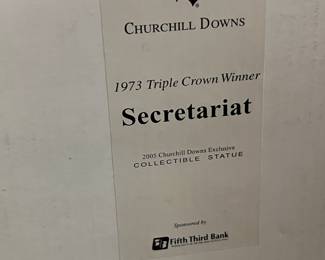 CHURCHILL DOWNS
1973 Triple Crown Winner
Secretariat
2005 Churchill Downs Exclusive
COLLECTIBLE STATUE
Sponsored by
Fifth Third Bank